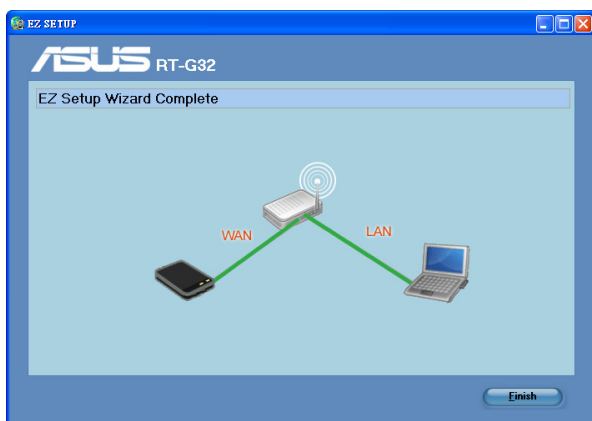 EZ SETUP
ASUS RT-G32
EZ Setup Wizard Complete
WAN
LAN
Finish